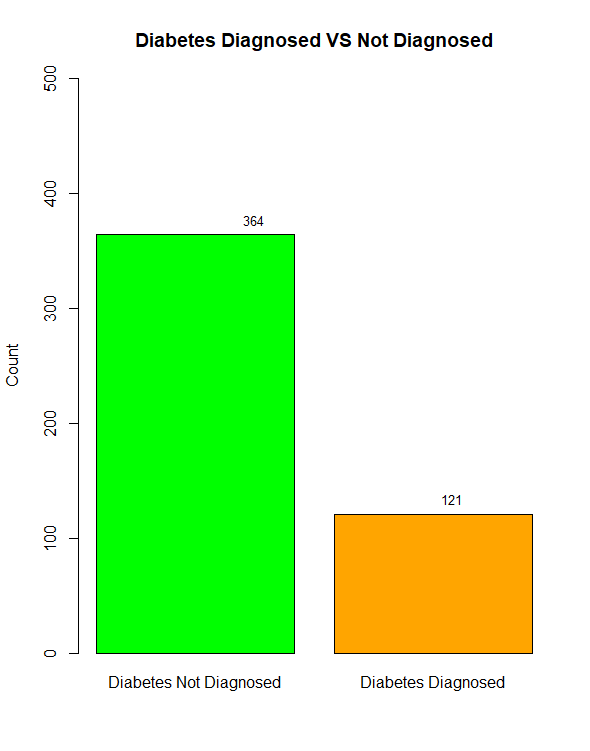 Diabetes Diagnosed VS Not Diagnosed
500
400
300
200
100
0
Count
364
121
Diabetes Not Diagnosed
Diabetes Diagnosed